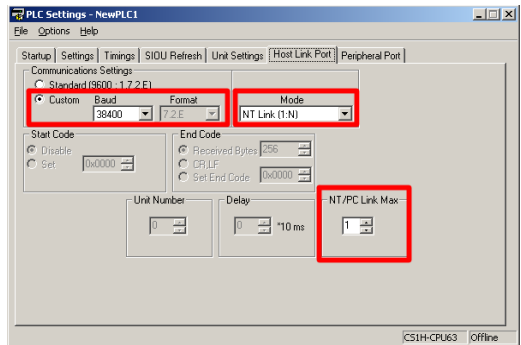 PLC Settings - NewPLC1
File Options Help
Startup Settings Timings SIOU Refresh Unit Settings Host Link Port Peripheral Port
Communications Settings
Standard (9600 ; 1,7,2,E)
Custom Baud Format Mode
38400 7,2,E NT Link (1:N)
Start Code End Code
Disable Received Bytes 256
Set 0x0000 CR,LF
Set End Code 0x0000
Unit Number Delay NT/PC Link Max
0 0 *10 ms 1
CS1H-CPU63 Offline